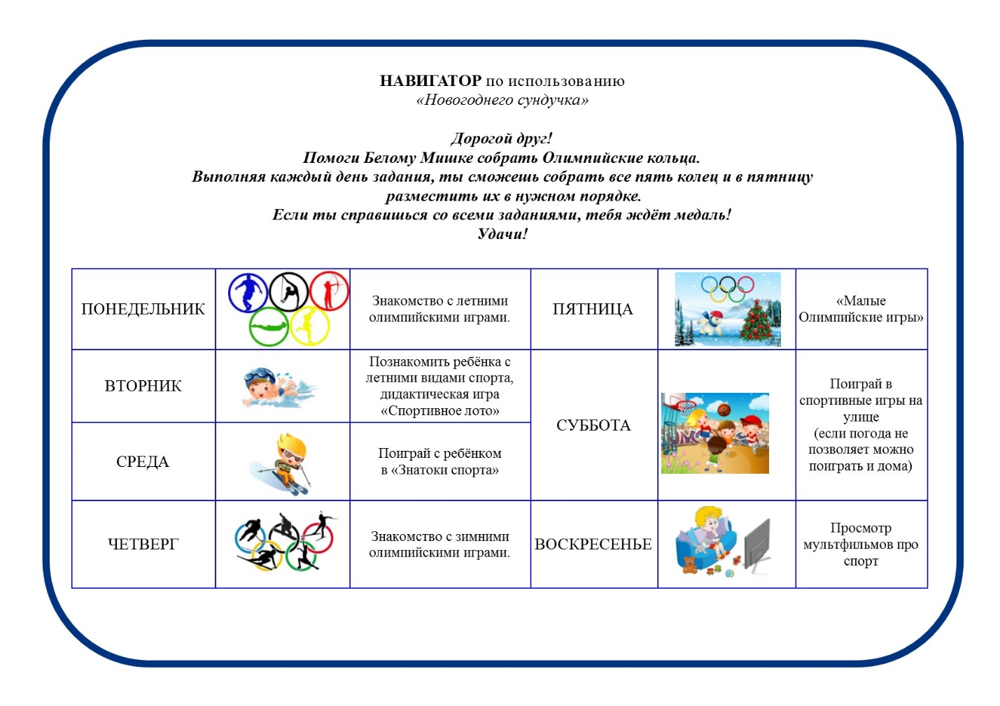 НАВИГАТОР по использованию
«Новогоднего сундучка»
Дорогой друг!
Помоги Белому Мишке собрать Олимпийские кольца.
Выполняя каждый день задания, ты сможешь собрать все пять колец и в пятницу
разместить их в нужном порядке.
Если ты справишься со всеми заданиями, тебя ждёт медаль!
Удачи!
ПОНЕДЕЛЬНИК
Знакомство с летними
олимпийскими играми.
ПЯТНИЦА
«Малые
Олимпийские игры»
ВТОРНИК
Познакомить ребёнка с
летними видами спорта,
дидактическая игра
«Спортивное лото»
СУББОТА
Поиграй в
спортивные игры на
улице
(если погода не
позволяет можно
поиграть и дома)
СРЕДА
Поиграй с ребёнком
в «Знатоки спорта»
ЧЕТВЕРГ
Знакомство с зимними
олимпийскими играми.
ВОСКРЕСЕНЬЕ
Просмотр
мультфильмов про
спорт